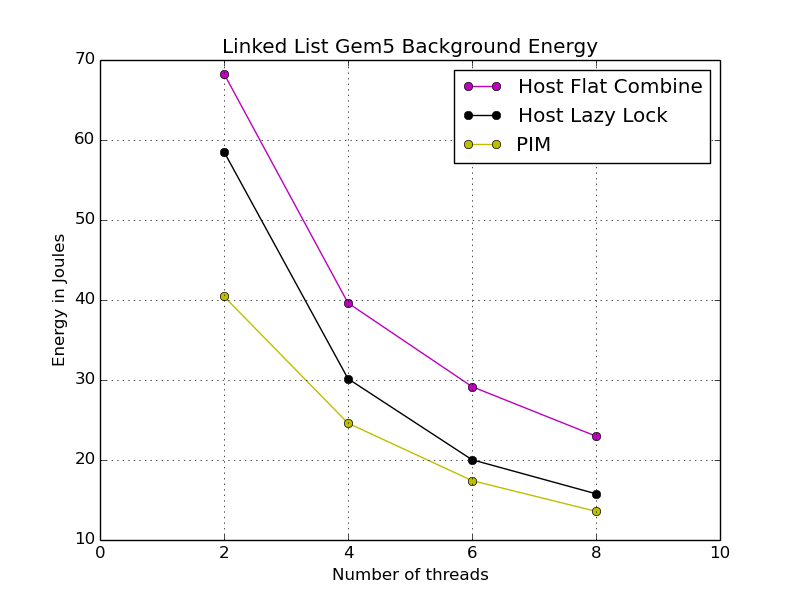 Linked List Gem5 Background Energy
Host Flat Combine
Host Lazy Lock
PIM
Energy in Joules
70
60
50
40
30
20
10
0
2
4
6
8
10
Number of threads